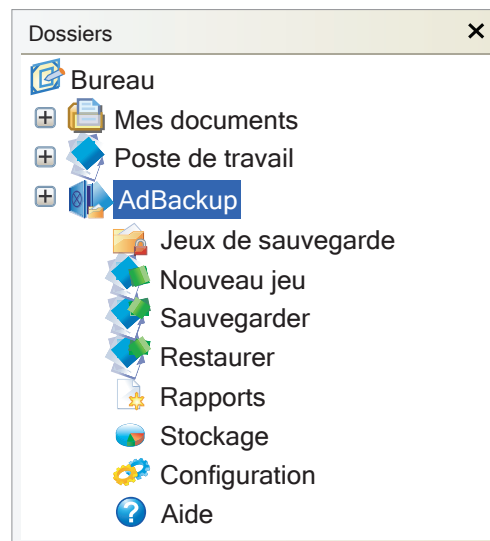 Dossiers
Bureau
Mes documents
Poste de travail
AdBackup
Jeux de sauvegarde
Nouveau jeu
Sauvegarder
Restaurer
Rapports
Stockage
Configuration
Aide